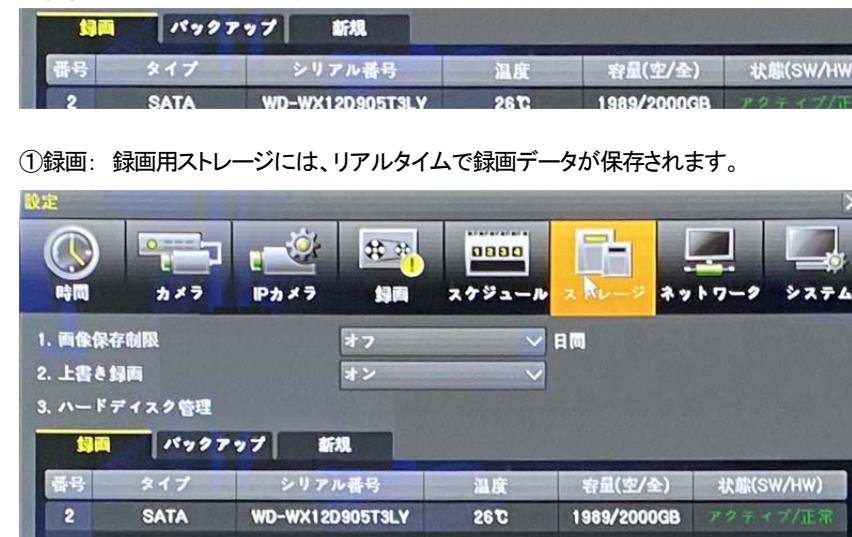 録画 バックアップ 新規
番号 タイプ シリアル番号 温度 容量(空/全) 状態(SW/HW
2 SATA WD-WX12D905T3LY 26℃ 1989/2000GB アクティブ/正
①録画: 録画用ストレージには、リアルタイムで録画データが保存されます。
設定
時間 カメラ IPカメラ 録画 スケジュール ストレージ ネットワーク システム
1. 画像保存制限 オフ 日間
2. 上書き録画 オン
3. ハードディスク管理
録画 バックアップ 新規
番号 タイプ シリアル番号 温度 容量(空/全) 状態(SW/HW)
2 SATA WD-WX12D905T3LY 26℃ 1989/2000GB アクティブ/正常